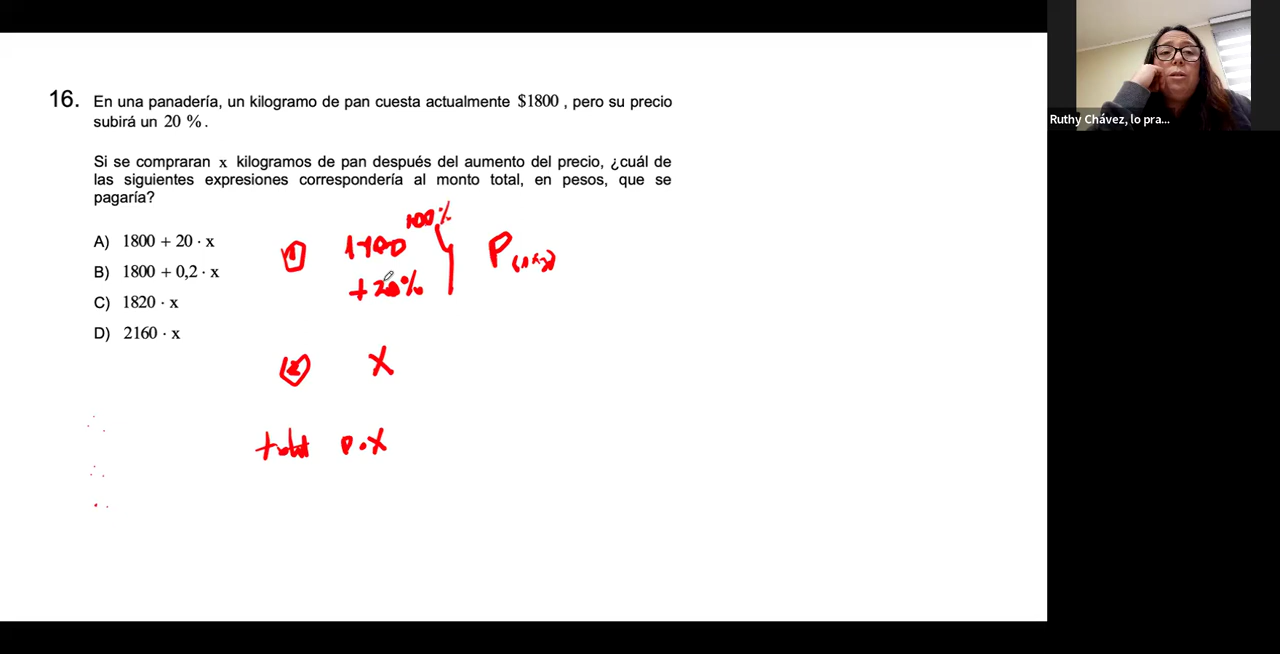 16. En una panadería, un kilogramo de pan cuesta actualmente $1800 , pero su precio
subirá un 20 % .
Si se compraran x kilogramos de pan después del aumento del precio, ¿cuál de
las siguientes expresiones correspondería al monto total, en pesos, que se
pagaría?
A) 1800 + 20 · x
B) 1800 + 0,2 · x
C) 1820 · x
D) 2160 · x
100%
1
+20%
P
2 X
total P·X
Ruthy Chávez, lo pra...